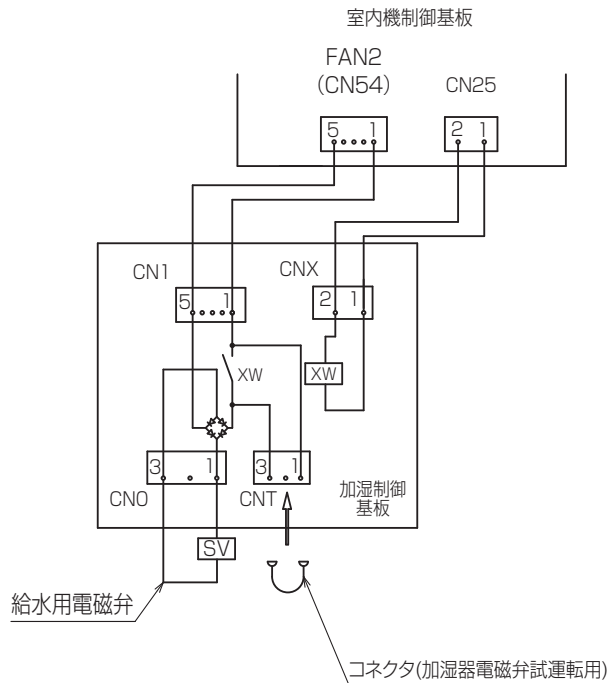 室内機制御基板
FAN2
(CN54)
CN25
5 1
2 1
CN1
CNX
5 1
2 1
XW
XW
3 1
3 1
CN0
CNT
加湿制御
基板
SV
給水用電磁弁
コネクタ(加湿器電磁弁試運転用)